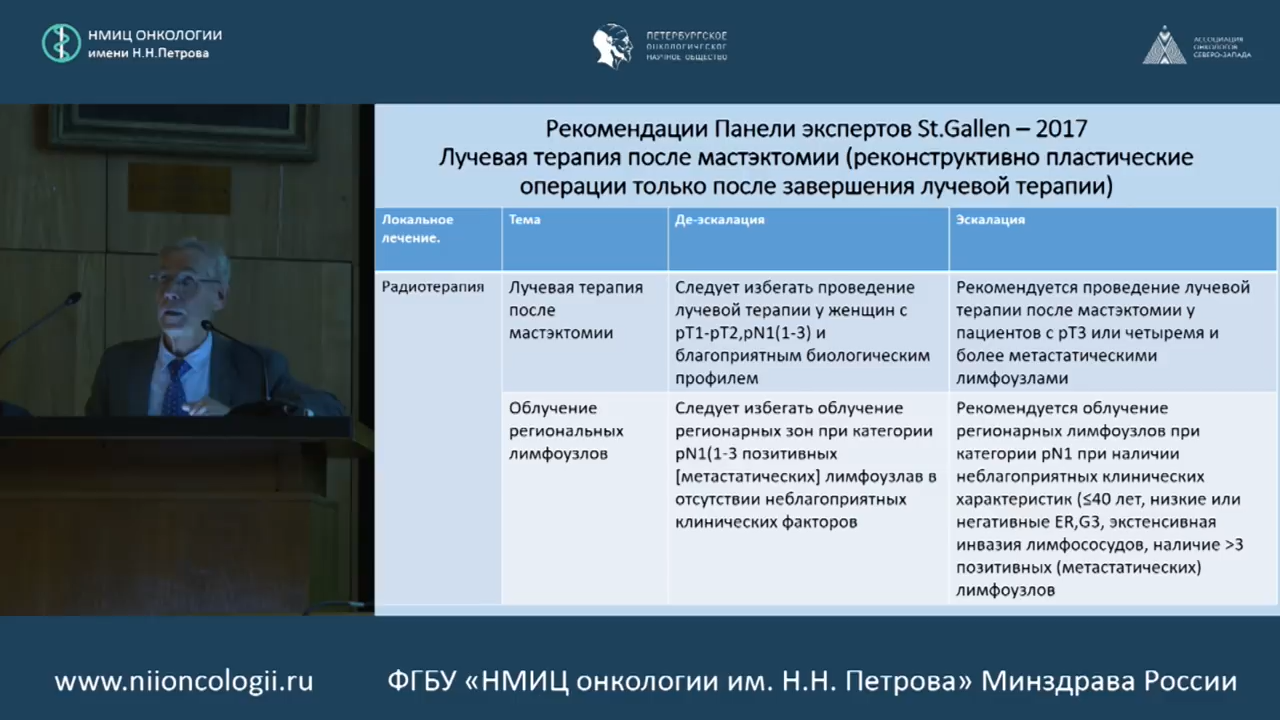 НМИЦ ОНКОЛОГИИ
имени Н.Н.Петрова
ПЕТЕРБУРГСКОЕ
ОНКОЛОГИЧЕСКОЕ
НАУЧНОЕ ОБЩЕСТВО
АССОЦИАЦИЯ
ОНКОЛОГОВ
СЕВЕРО-ЗАПАДА
Рекомендации Панели экспертов St.Gallen – 2017
Лучевая терапия после мастэктомии (реконструктивно пластические
операции только после завершения лучевой терапии)
Локальное
лечение.
Тема
Де-эскалация
Эскалация
Радиотерапия
Лучевая терапия
после
мастэктомии
Следует избегать проведение
лучевой терапии у женщин с
pT1-pT2,pN1(1-3) и
благоприятным биологическим
профилем
Рекомендуется проведение лучевой
терапии после мастэктомии у
пациентов с pT3 или четыремя и
более метастатическими
лимфоузлами
Облучение
региональных
лимфоузлов
Следует избегать облучение
регионарных зон при категории
pN1(1-3 позитивных
[метастатических] лимфоузлав в
отсутствии неблагоприятных
клинических факторов
Рекомендуется облучение
регионарных лимфоузлов при
категории pN1 при наличии
неблагоприятных клинических
характеристик (≤40 лет, низкие или
негативные ER,G3, экстенсивная
инвазия лимфососудов, наличие >3
позитивных (метастатических)
лимфоузлов
www.niioncologii.ru
ФГБУ «НМИЦ онкологии им. Н.Н. Петрова» Минздрава России